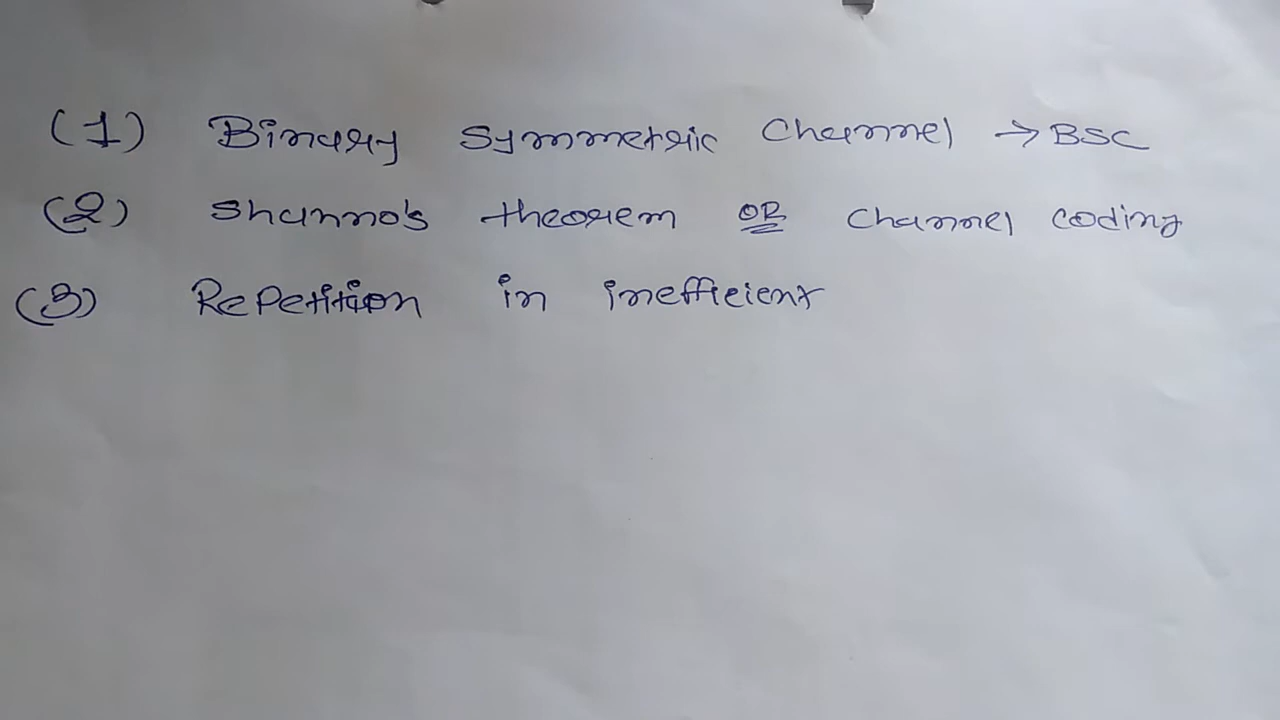 (1) Binary Symmetric Channel → BSC
(2) Shanno's theorem OR channel coding
(3) Repetition in inefficient